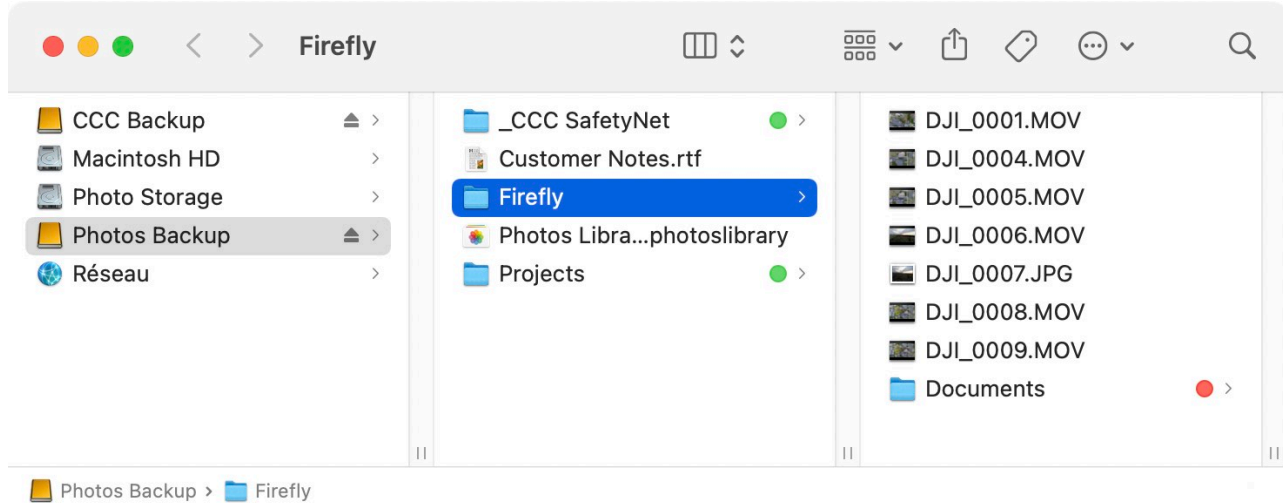 Firefly
CCC Backup
Macintosh HD
Photo Storage
Photos Backup
Réseau
_CCC SafetyNet
Customer Notes.rtf
Firefly
Photos Libra...photoslibrary
Projects
DJI_0001.MOV
DJI_0004.MOV
DJI_0005.MOV
DJI_0006.MOV
DJI_0007.JPG
DJI_0008.MOV
DJI_0009.MOV
Documents
Photos Backup › Firefly